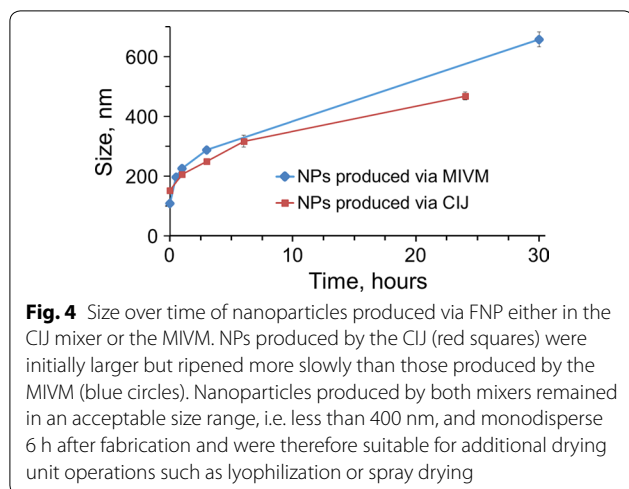 600
400
200
0
Size, nm
NPs produced via MIVM
NPs produced via CIJ
0 10 20 30
Time, hours
Fig. 4 Size over time of nanoparticles produced via FNP either in the
CIJ mixer or the MIVM. NPs produced by the CIJ (red squares) were
initially larger but ripened more slowly than those produced by the
MIVM (blue circles). Nanoparticles produced by both mixers remained
in an acceptable size range, i.e. less than 400 nm, and monodisperse
6 h after fabrication and were therefore suitable for additional drying
unit operations such as lyophilization or spray drying